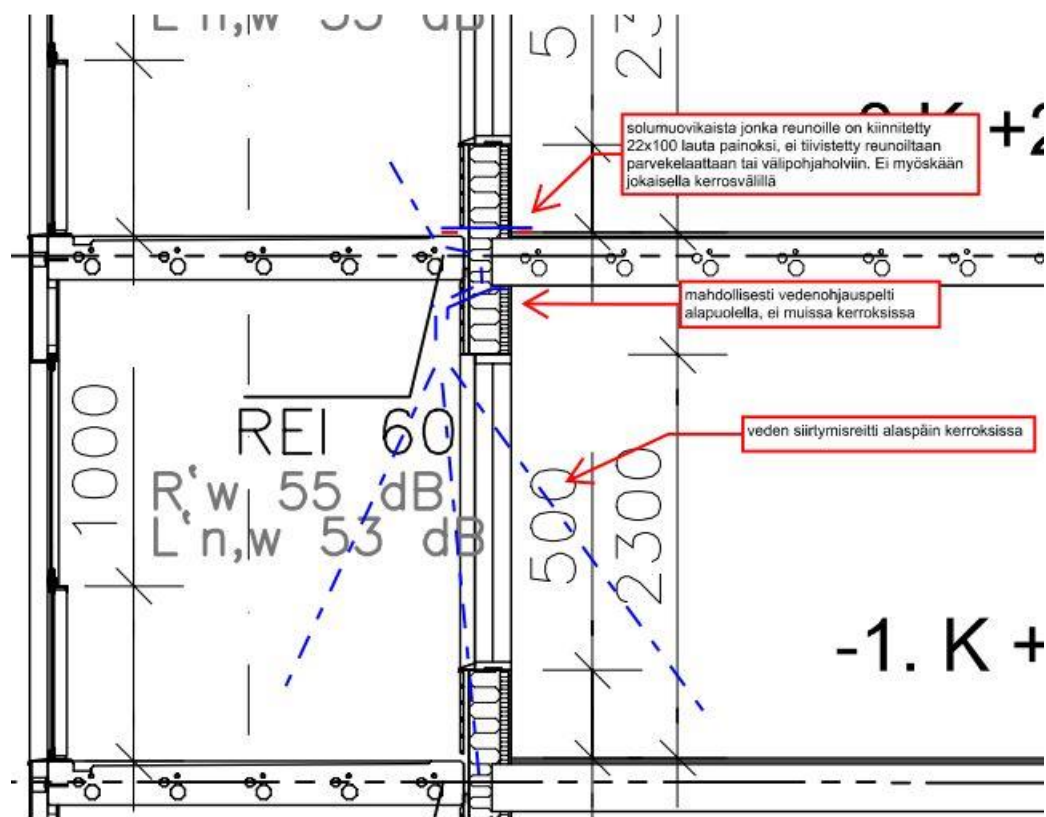 L'n,w 53 dB
5
solumuovikaista jonka reunoille on kiinnitetty
22x100 lauta painoksi, ei tiivistetty reunoiltaan
parvekelaattaan tai välipohjaholviin. Ei myöskään
jokaisella kerrosvälillä
K +2
mahdollisesti vedenohjauspelti
alapuolella, ei muissa kerroksissa
1000
REI 60
R'w 55 dB
L'n,w 53 dB
veden siirtymisreitti alaspäin kerroksissa
500
2300
-1. K +